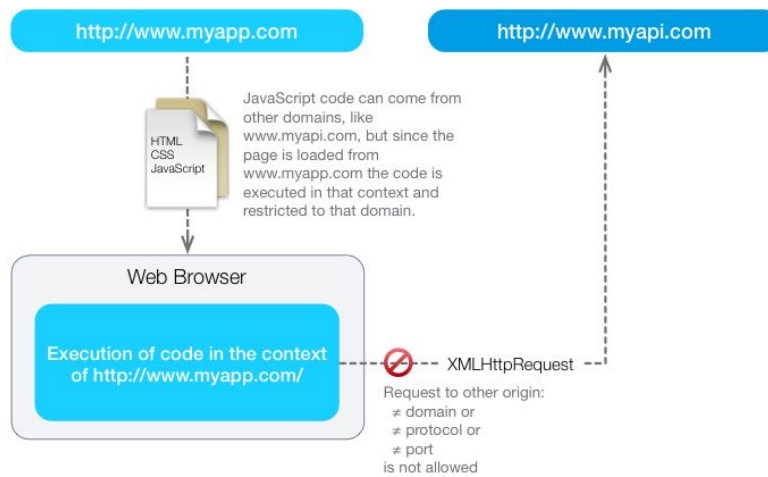 http://www.myapp.com
http://www.myapi.com
HTML
CSS
JavaScript
JavaScript code can come from
other domains, like
www.myapi.com, but since the
page is loaded from
www.myapp.com the code is
executed in that context and
restricted to that domain.
Web Browser
Execution of code in the context
of http://www.myapp.com/
XMLHttpRequest
Request to other origin:
≠ domain or
≠ protocol or
≠ port
is not allowed